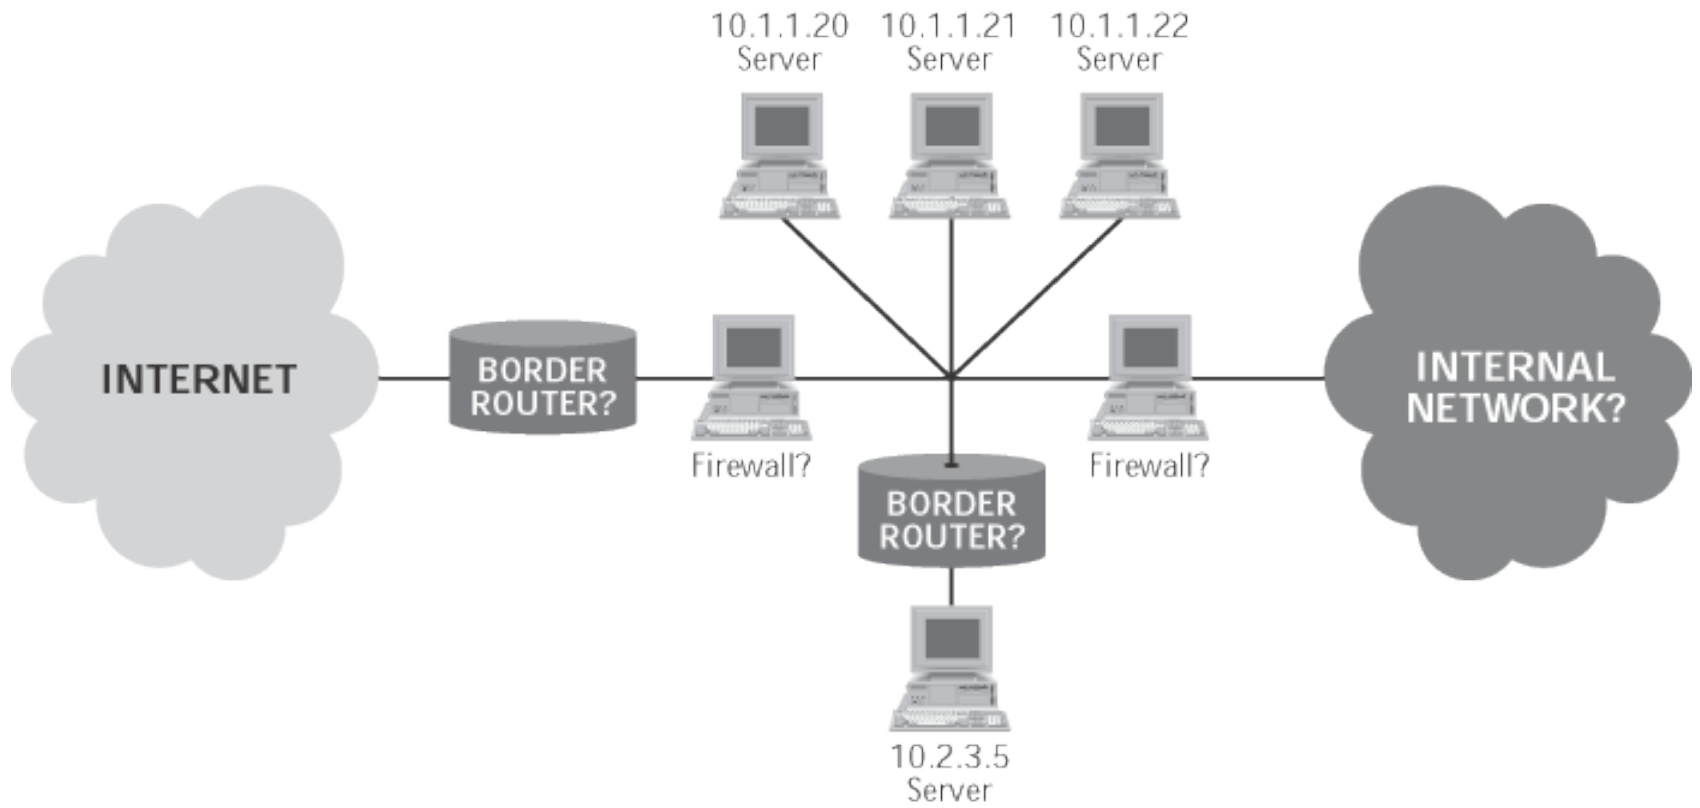 10.1.1.20
Server
10.1.1.21
Server
10.1.1.22
Server
INTERNET
BORDER
ROUTER?
Firewall?
BORDER
ROUTER?
Firewall?
INTERNAL
NETWORK?
10.2.3.5
Server